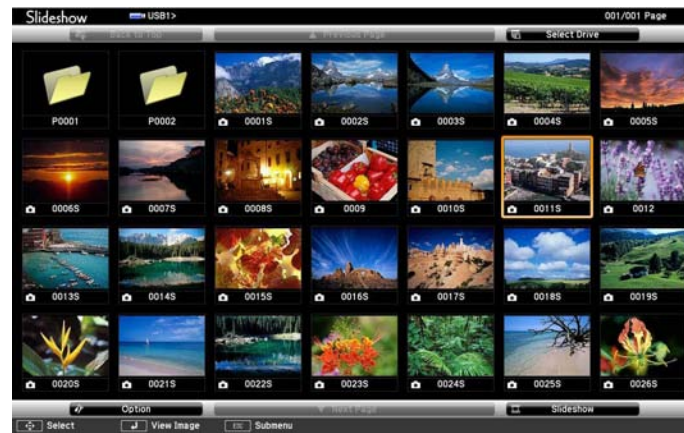 Slideshow USB1> 001/001 Page
Back to Top Previous Page Select Drive
P0001 P0002 0001S 0002S 0003S 0004S 0005S
0006S 0007S 0008S 0009 0010S 0011S 0012
0013S 0014S 0015S 0016S 0017S 0018S 0019S
0020S 0021S 0022S 0023S 0024S 0025S 0026S
Option Next Page Slideshow
Select View Image Esc Submenu